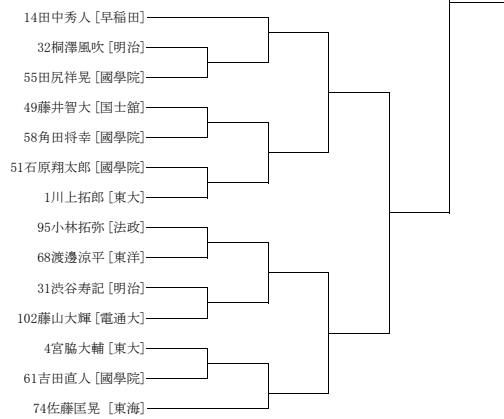 14田中秀人 [早稲田]
32桐澤風吹 [明治]
55田尻祥晃 [國學院]
49藤井智大 [国士舘]
58角田将幸 [國學院]
51石原翔太郎 [國學院]
1川上拓郎 [東大]
95小林拓弥 [法政]
68渡邊涼平 [東洋]
31渋谷寿記 [明治]
102藤山大輝 [電通大]
4宮脇大輔 [東大]
61吉田直人 [國學院]
74佐藤匡晃 [東海]